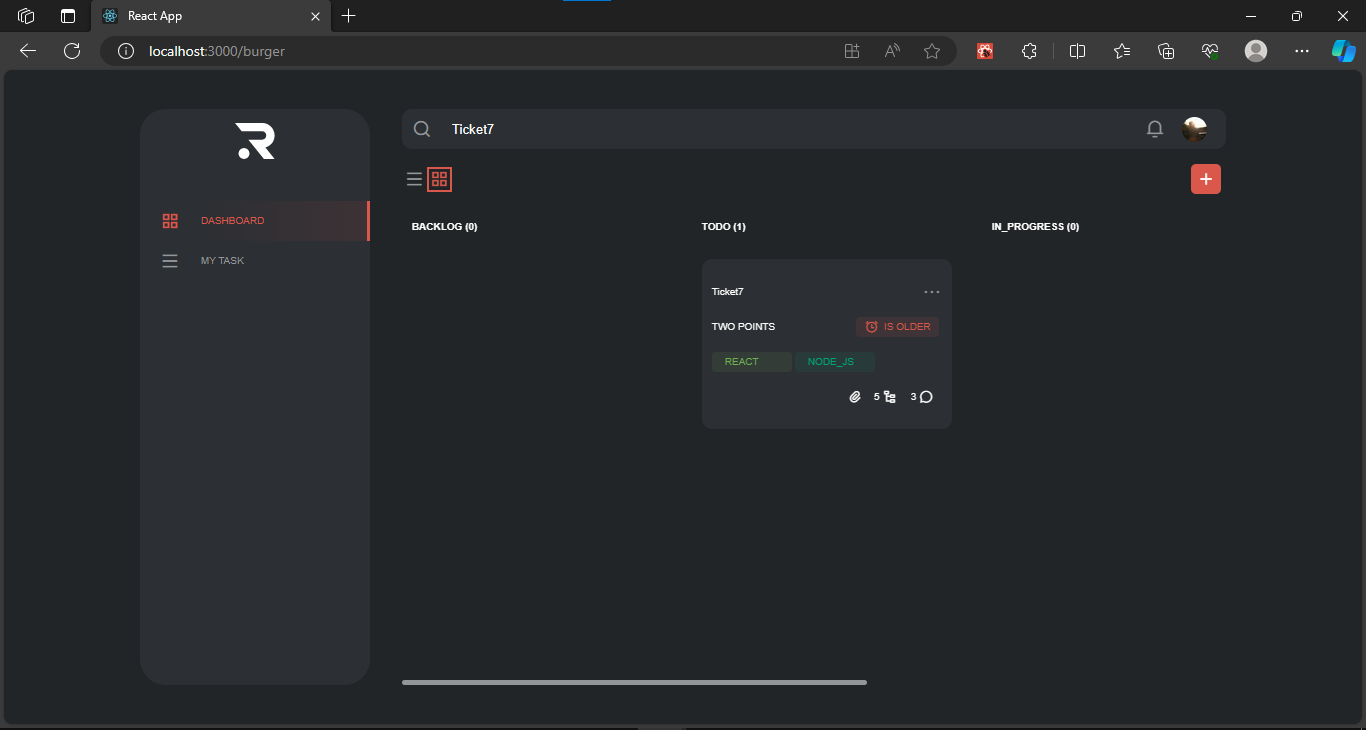 React App
localhost:3000/burger
Ticket7
DASHBOARD
MY TASK
BACKLOG (0)
TODO (1)
IN_PROGRESS (0)
Ticket7
TWO POINTS
IS OLDER
REACT
NODE_JS
5
3